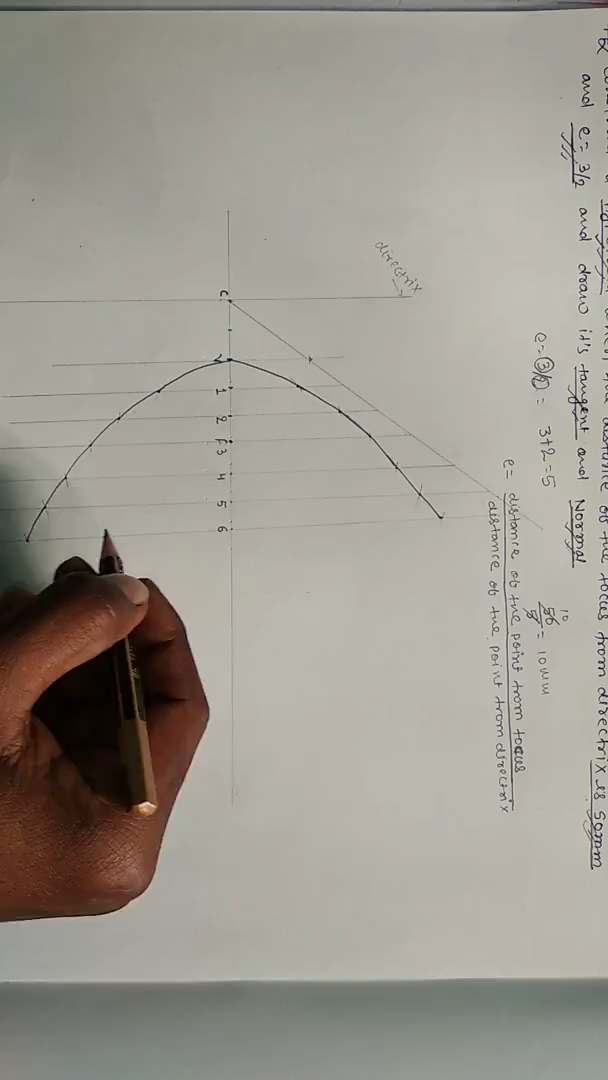 distance of the focus from directrix is 50mm
and e= 3/2 and draw it's tangent and Normal
e= 3/2 = 3+2=5
50/5 = 10mm
10
e= distance of the point from focus
distance of the point from directrix
directrix
C
V
1
2
F
3
4
5
6